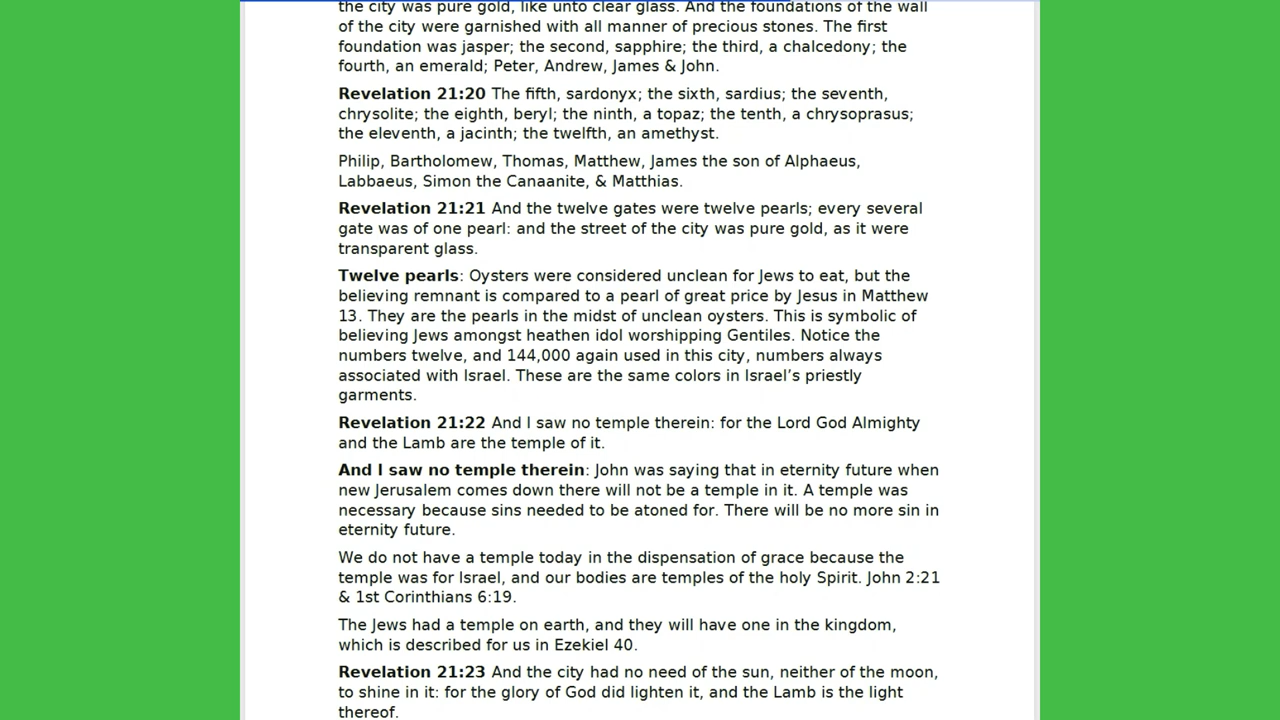 the city was pure gold, like unto clear glass. And the foundations of the wall
of the city were garnished with all manner of precious stones. The first
foundation was jasper; the second, sapphire; the third, a chalcedony; the
fourth, an emerald; Peter, Andrew, James & John.
Revelation 21:20 The fifth, sardonyx; the sixth, sardius; the seventh,
chrysolite; the eighth, beryl; the ninth, a topaz; the tenth, a chrysoprasus;
the eleventh, a jacinth; the twelfth, an amethyst.
Philip, Bartholomew, Thomas, Matthew, James the son of Alphaeus,
Labbaeus, Simon the Canaanite, & Matthias.
Revelation 21:21 And the twelve gates were twelve pearls; every several
gate was of one pearl: and the street of the city was pure gold, as it were
transparent glass.
Twelve pearls: Oysters were considered unclean for Jews to eat, but the
believing remnant is compared to a pearl of great price by Jesus in Matthew
13. They are the pearls in the midst of unclean oysters. This is symbolic of
believing Jews amongst heathen idol worshipping Gentiles. Notice the
numbers twelve, and 144,000 again used in this city, numbers always
associated with Israel. These are the same colors in Israel’s priestly
garments.
Revelation 21:22 And I saw no temple therein: for the Lord God Almighty
and the Lamb are the temple of it.
And I saw no temple therein: John was saying that in eternity future when
new Jerusalem comes down there will not be a temple in it. A temple was
necessary because sins needed to be atoned for. There will be no more sin in
eternity future.
We do not have a temple today in the dispensation of grace because the
temple was for Israel, and our bodies are temples of the holy Spirit. John 2:21
& 1st Corinthians 6:19.
The Jews had a temple on earth, and they will have one in the kingdom,
which is described for us in Ezekiel 40.
Revelation 21:23 And the city had no need of the sun, neither of the moon,
to shine in it: for the glory of God did lighten it, and the Lamb is the light
thereof.